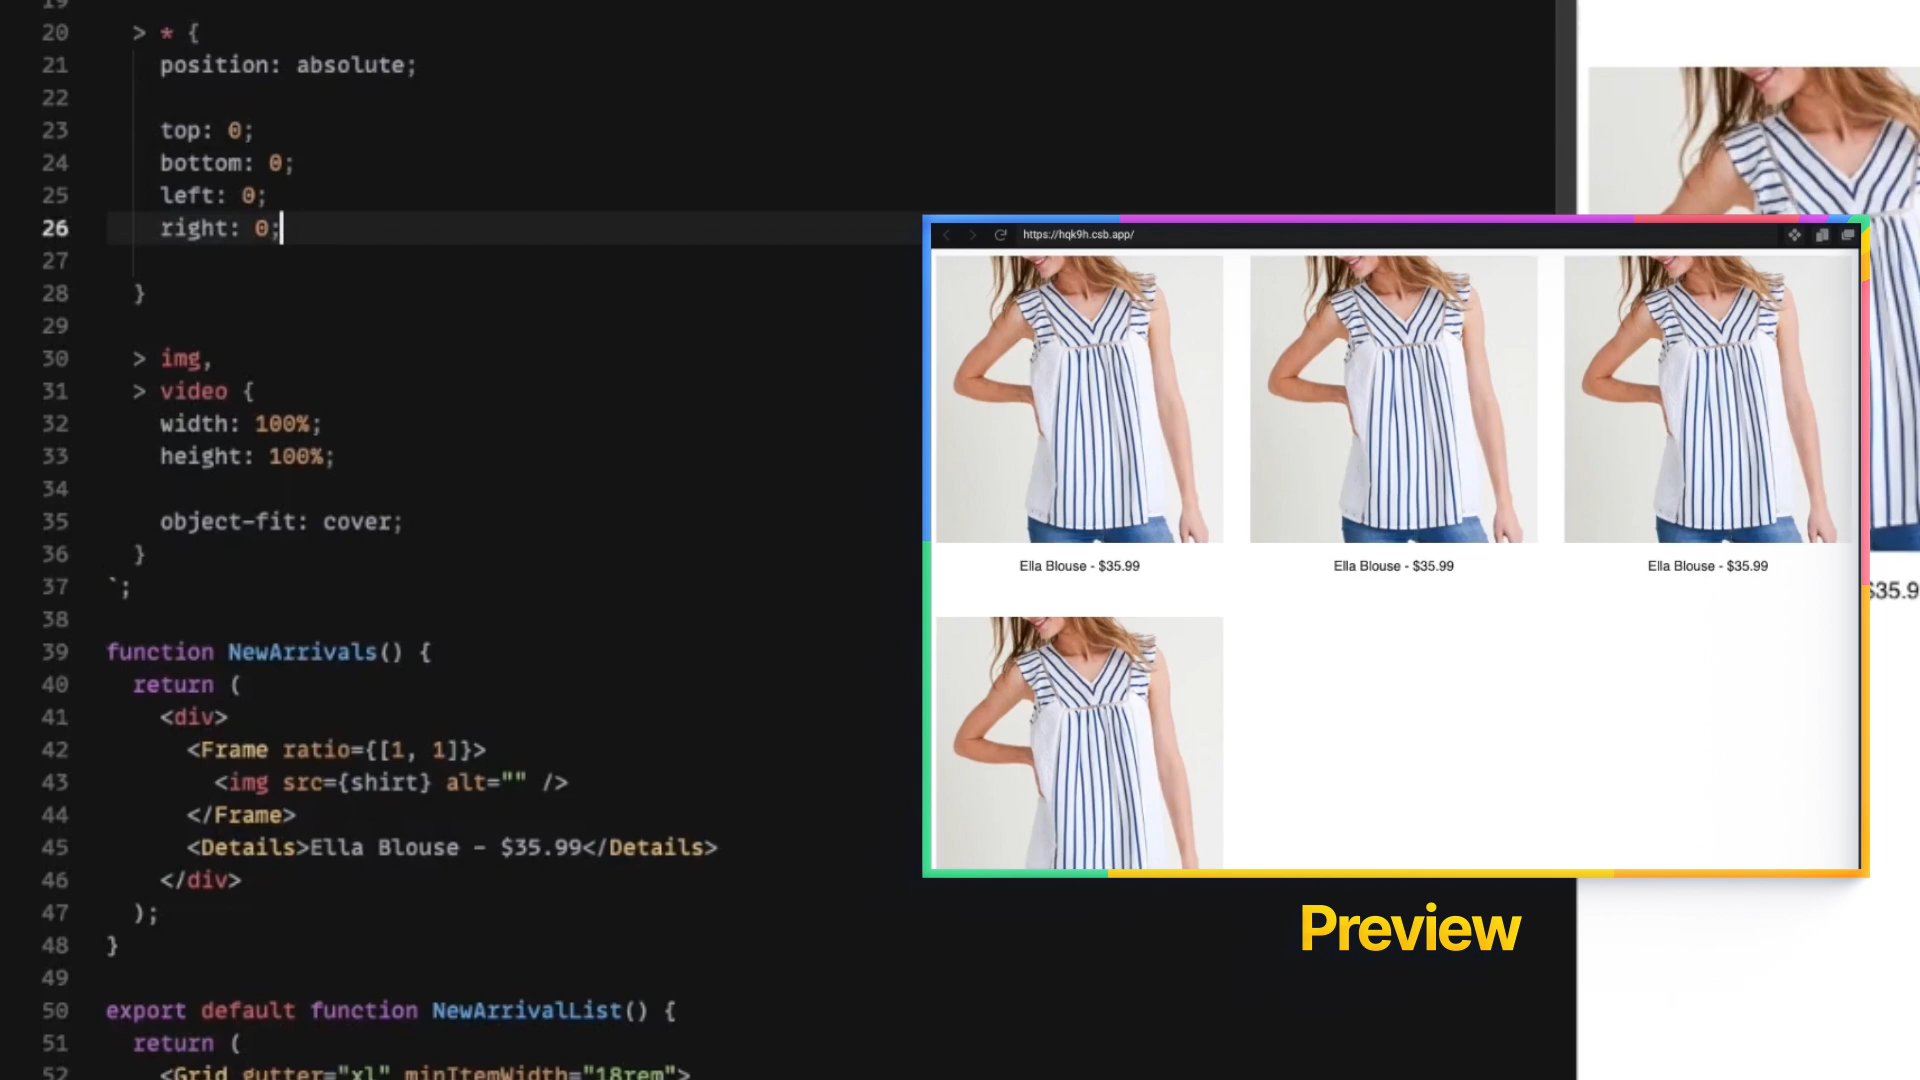 19
20 > * {
21 position: absolute;
22
23 top: 0;
24 bottom: 0;
25 left: 0;
26 right: 0;
27
28 }
29
30 > img,
31 > video {
32 width: 100%;
33 height: 100%;
34
35 object-fit: cover;
36 }
37 `;
38
39 function NewArrivals() {
40 return (
41 <div>
42 <Frame ratio={[1, 1]}>
43 <img src={shirt} alt="" />
44 </Frame>
45 <Details>Ella Blouse - $35.99</Details>
46 </div>
47 );
48 }
49
50 export default function NewArrivalList() {
51 return (
52 <Grid gutter="xl" minItemWidth="18rem">
https://hqk9h.csb.app/
Ella Blouse - $35.99
Ella Blouse - $35.99
Ella Blouse - $35.99
$35.9
Preview